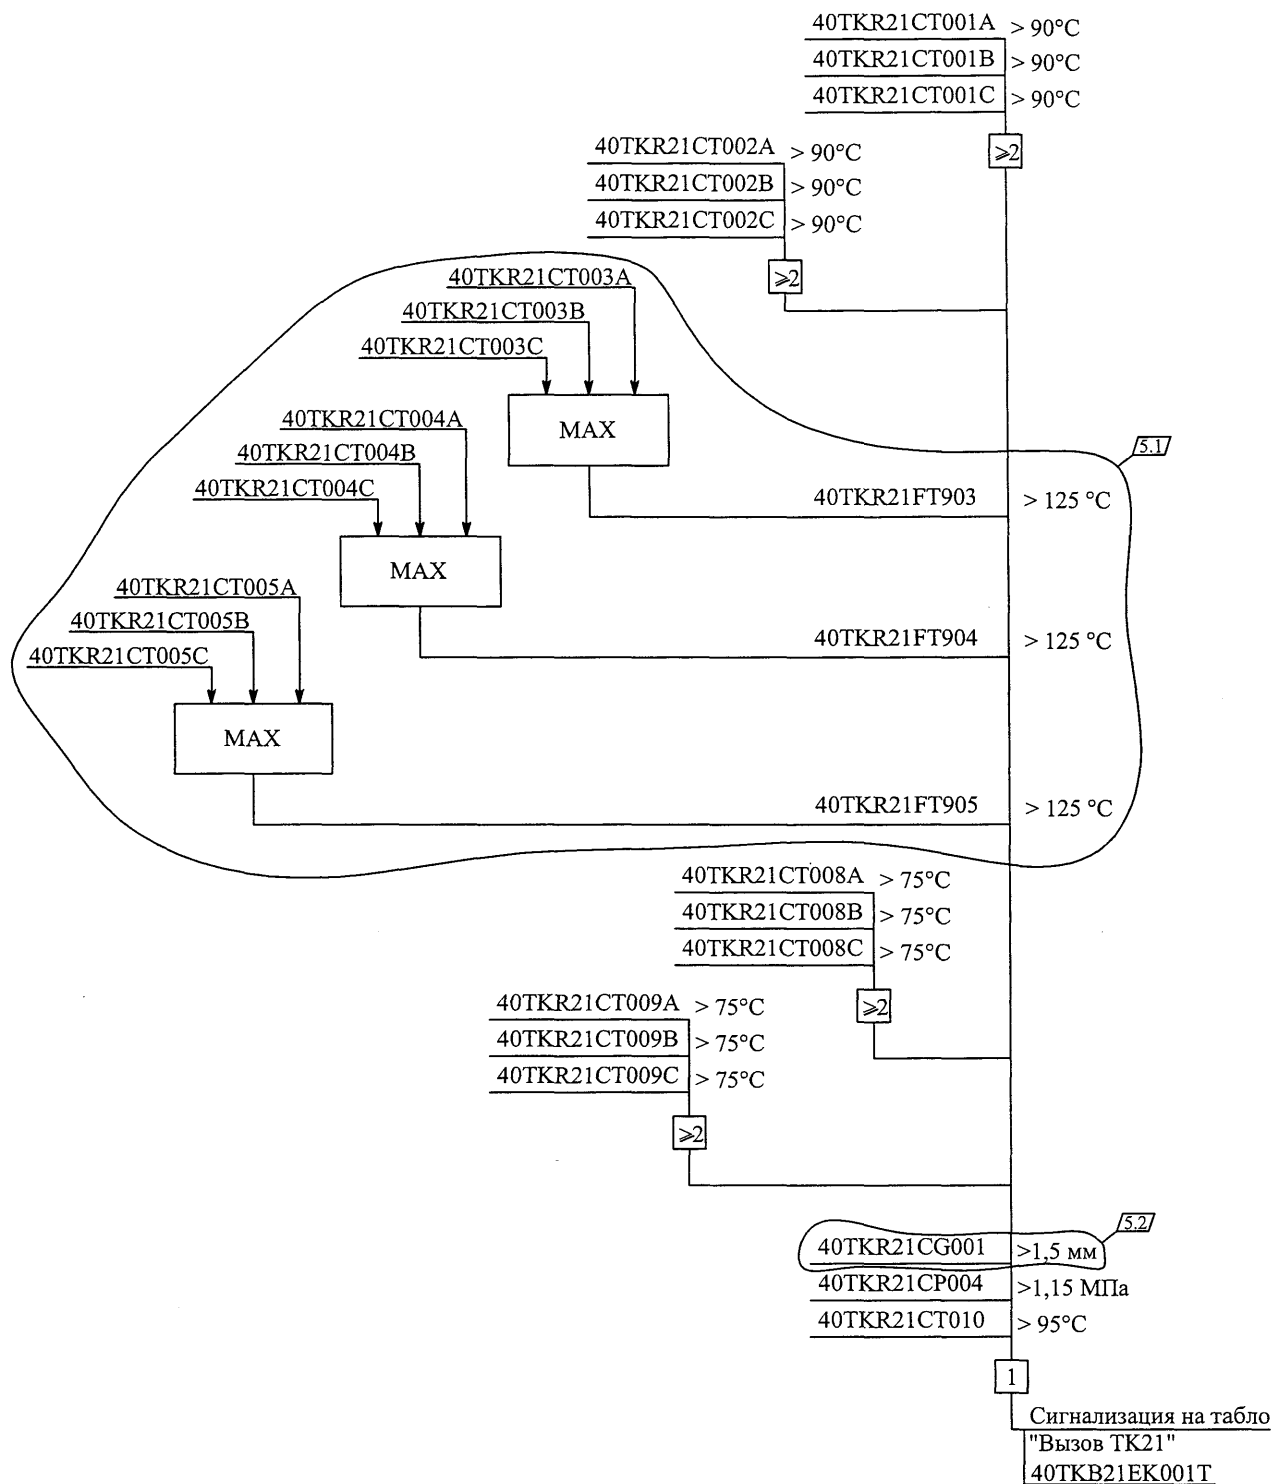 40TKR21CT001A > 90°C
40TKR21CT001B > 90°C
40TKR21CT001C > 90°C
⩾2
40TKR21CT002A > 90°C
40TKR21CT002B > 90°C
40TKR21CT002C > 90°C
⩾2
40TKR21CT003A
40TKR21CT003B
40TKR21CT003C
MAX
40TKR21CT004A
40TKR21CT004B
40TKR21CT004C
5.1
40TKR21FT903 > 125 °C
MAX
40TKR21CT005A
40TKR21CT005B
40TKR21CT005C
40TKR21FT904 > 125 °C
MAX
40TKR21FT905 > 125 °C
40TKR21CT008A > 75°C
40TKR21CT008B > 75°C
40TKR21CT008C > 75°C
⩾2
40TKR21CT009A > 75°C
40TKR21CT009B > 75°C
40TKR21CT009C > 75°C
⩾2
5.2
40TKR21CG001 >1,5 мм
40TKR21CP004 >1,15 МПа
40TKR21CT010 > 95°C
1
Сигнализация на табло
"Вызов TK21"
40TKB21EK001T